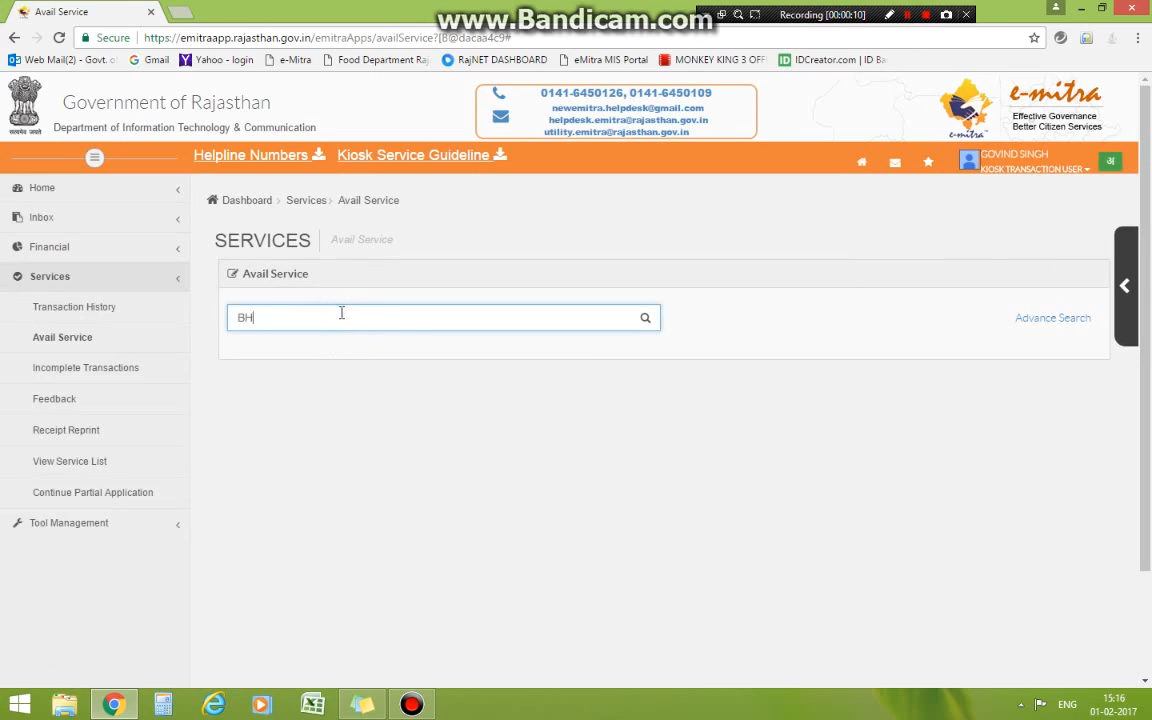 Avail Service
www.Bandicam.com
Recording [00:00:10]
Secure
https://emitraapp.rajasthan.gov.in/emitraApps/availService?[B@dacaa4c9#
Web Mail(2) - Govt. o
Gmail
Yahoo - login
e-Mitra
Food Department Raj
RajNET DASHBOARD
eMitra MIS Portal
MONKEY KING 3 OFF
IDCreator.com | ID Ba
Government of Rajasthan
Department of Information Technology & Communication
सत्यमेव जयते
0141-6450126, 0141-6450109
newemitra.helpdesk@gmail.com
helpdesk.emitra@rajasthan.gov.in
utility.emitra@rajasthan.gov.in
e-mitra
e-mitra
Effective Governance
Better Citizen Services
Helpline Numbers
Kiosk Service Guideline
GOVIND SINGH
KIOSK TRANSACTION USER
अ
Home
Inbox
Financial
Services
Transaction History
Avail Service
Incomplete Transactions
Feedback
Receipt Reprint
View Service List
Continue Partial Application
Tool Management
Dashboard
Services
Avail Service
SERVICES
Avail Service
Avail Service
BH
Advance Search
ENG
15:16
01-02-2017